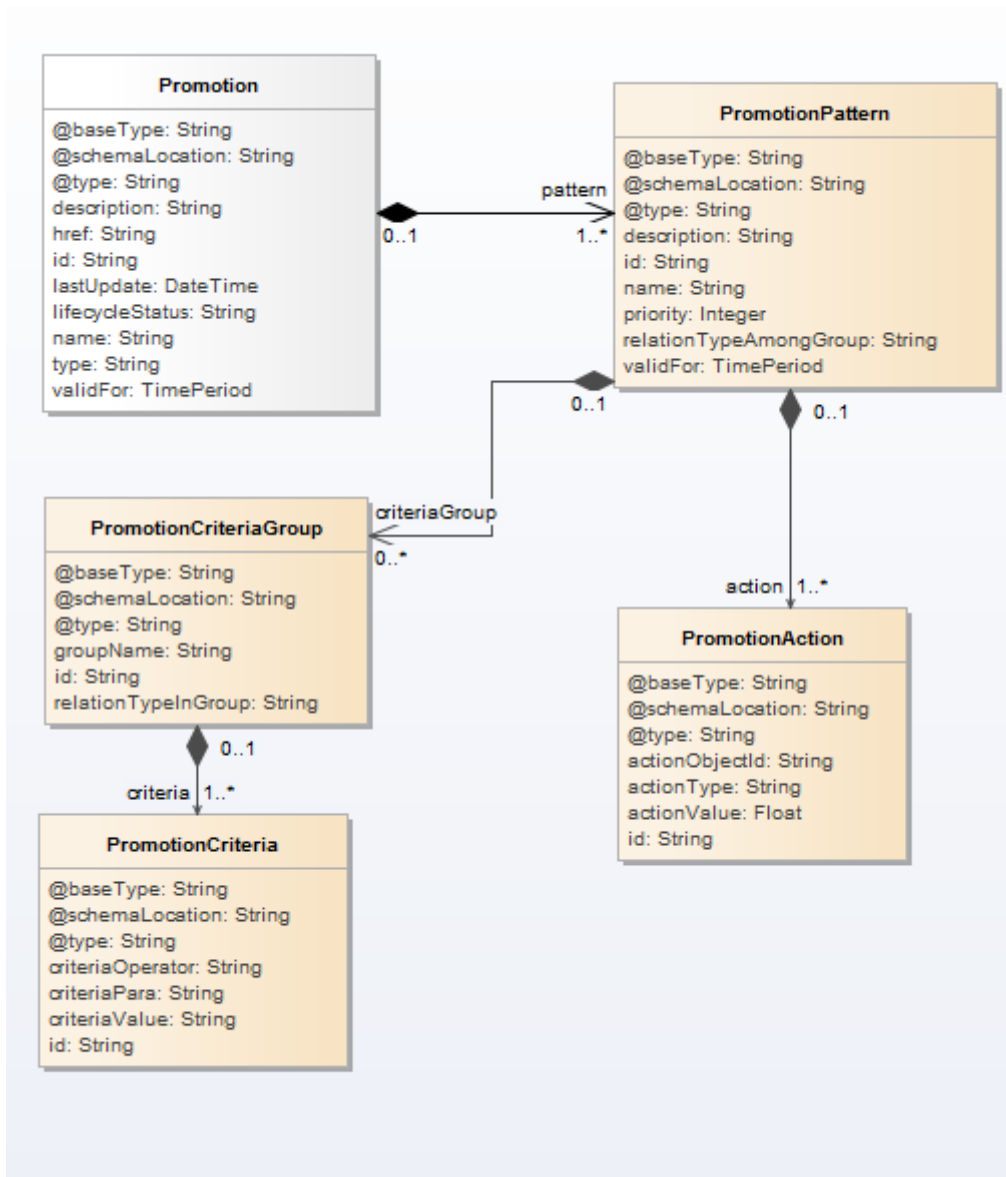 Promotion
@baseType: String
@schemaLocation: String
@type: String
description: String
href: String
id: String
lastUpdate: DateTime
lifecycleStatus: String
name: String
type: String
validFor: TimePeriod
pattern
0..1
1..*
PromotionPattern
@baseType: String
@schemaLocation: String
@type: String
description: String
id: String
name: String
priority: Integer
relationTypeAmongGroup: String
validFor: TimePeriod
0..1
0..1
criteriaGroup
0..*
action
1..*
PromotionCriteriaGroup
@baseType: String
@schemaLocation: String
@type: String
groupName: String
id: String
relationTypeInGroup: String
0..1
criteria
1..*
PromotionAction
@baseType: String
@schemaLocation: String
@type: String
actionObjectId: String
actionType: String
actionValue: Float
id: String
PromotionCriteria
@baseType: String
@schemaLocation: String
@type: String
criteriaOperator: String
criteriaPara: String
criteriaValue: String
id: String